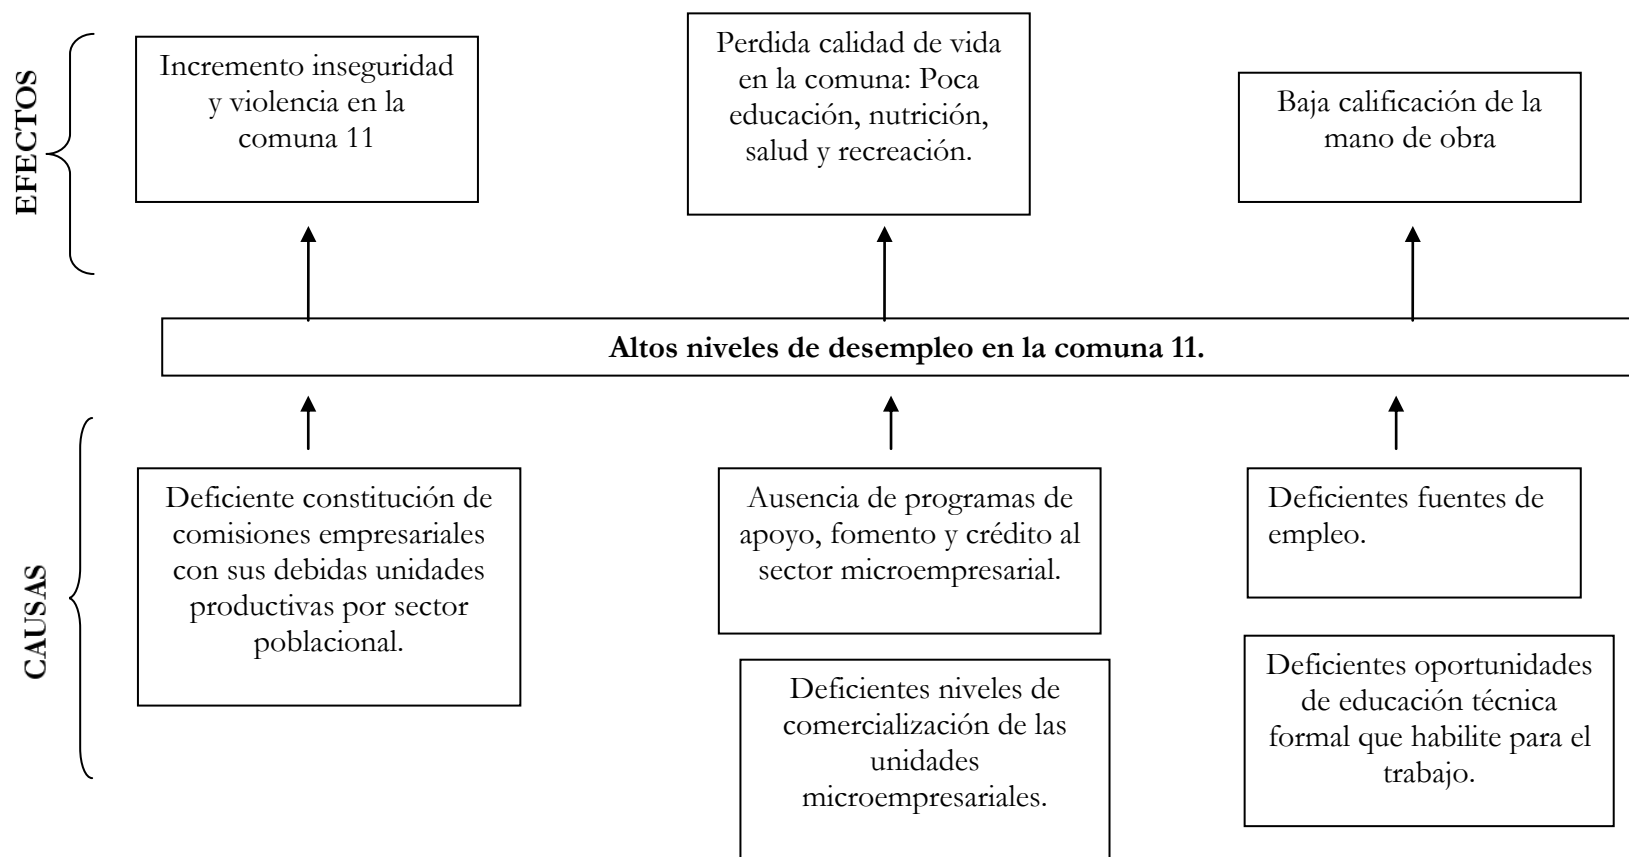 EFECTOS
Incremento inseguridad
y violencia en la
comuna 11
Perdida calidad de vida
en la comuna: Poca
educación, nutrición,
salud y recreación.
Baja calificación de la
mano de obra
Altos niveles de desempleo en la comuna 11.
CAUSAS
Deficiente constitución de
comisiones empresariales
con sus debidas unidades
productivas por sector
poblacional.
Ausencia de programas de
apoyo, fomento y crédito al
sector microempresarial.
Deficientes niveles de
comercialización de las
unidades
microempresariales.
Deficientes fuentes de
empleo.
Deficientes oportunidades
de educación técnica
formal que habilite para el
trabajo.